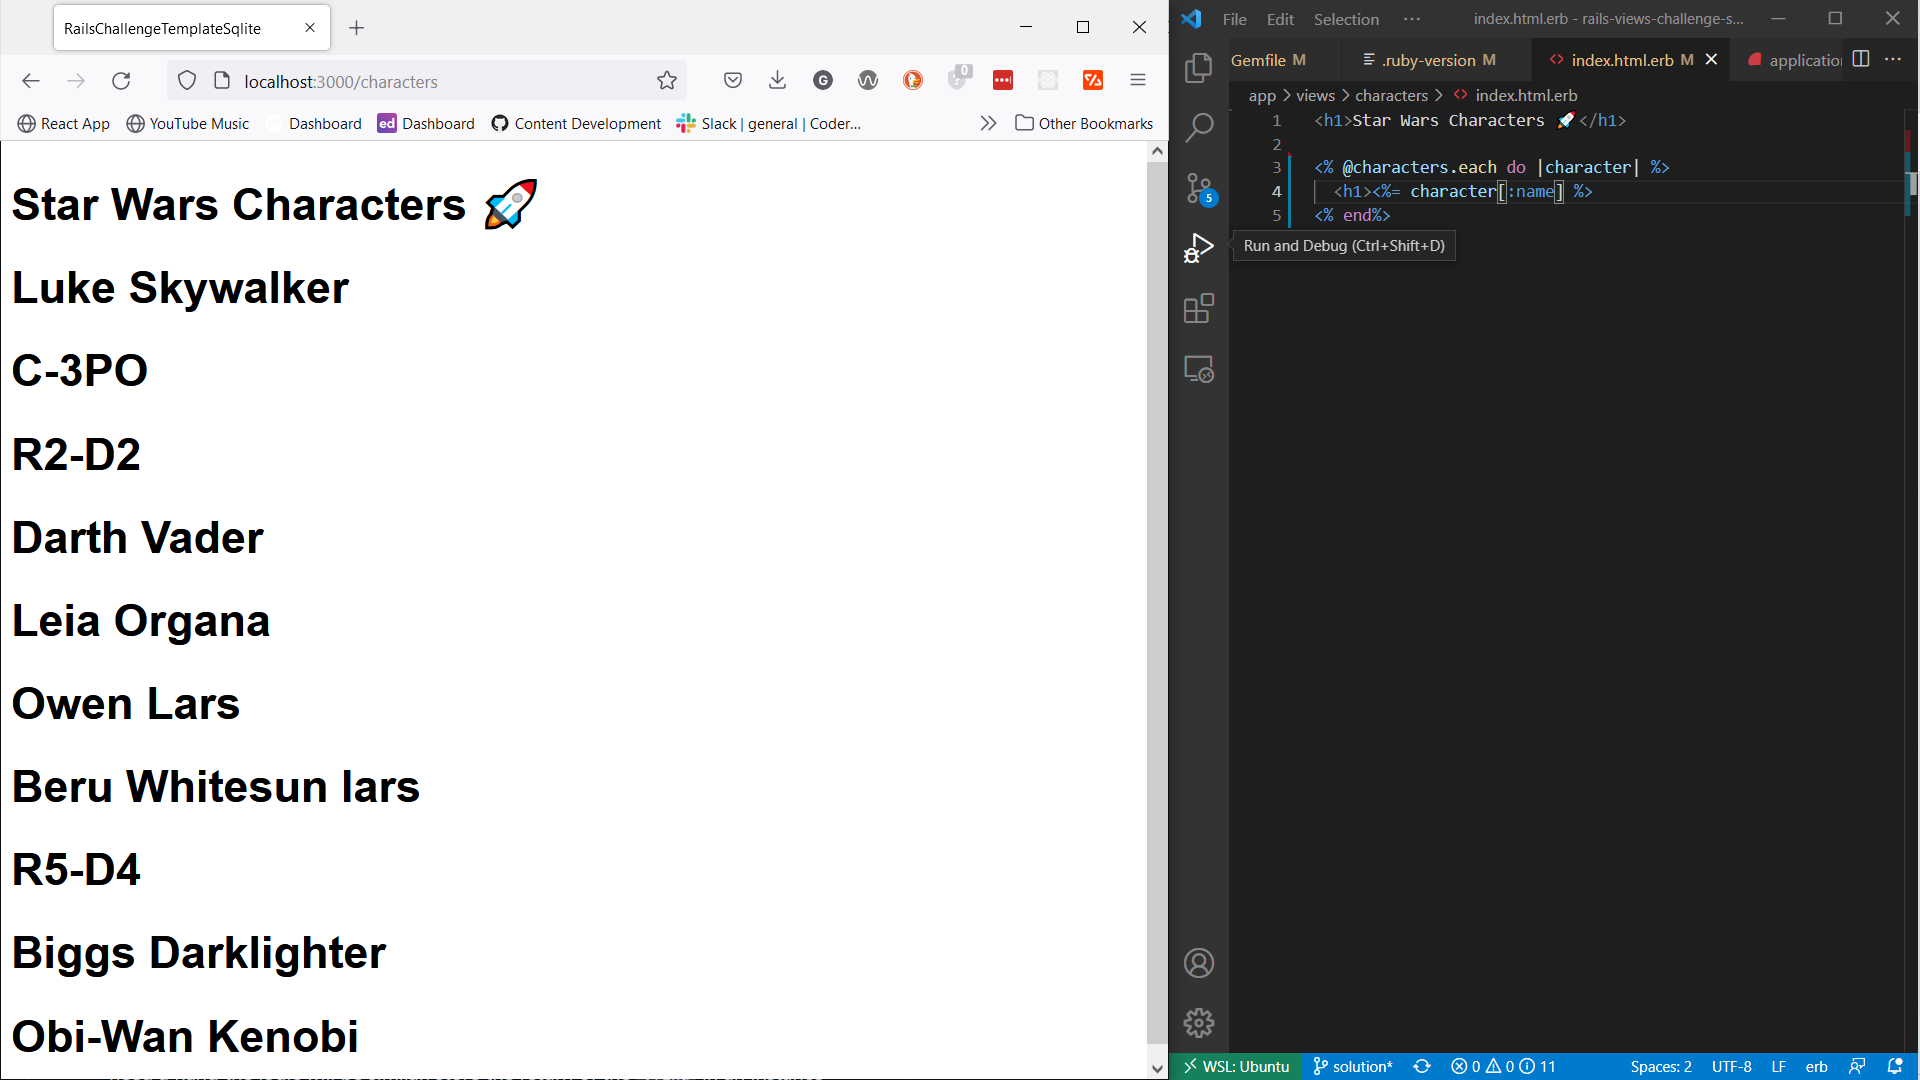 RailsChallengeTemplateSqlite
localhost:3000/characters
0
React App YouTube Music Dashboard ed Dashboard Content Development Slack | general | Coder... Other Bookmarks
Star Wars Characters 🚀
Luke Skywalker
C-3PO
R2-D2
Darth Vader
Leia Organa
Owen Lars
Beru Whitesun lars
R5-D4
Biggs Darklighter
Obi-Wan Kenobi
File Edit Selection ··· index.html.erb - rails-views-challenge-s...
Gemfile M .ruby-version M index.html.erb M applicatio
app > views > characters > index.html.erb
1 <h1>Star Wars Characters 🚀</h1>
2
3 <% @characters.each do |character| %>
4 <h1><%= character[:name] %>
5 <% end%>
5
Run and Debug (Ctrl+Shift+D)
WSL: Ubuntu solution* 0 0 11 Spaces: 2 UTF-8 LF erb